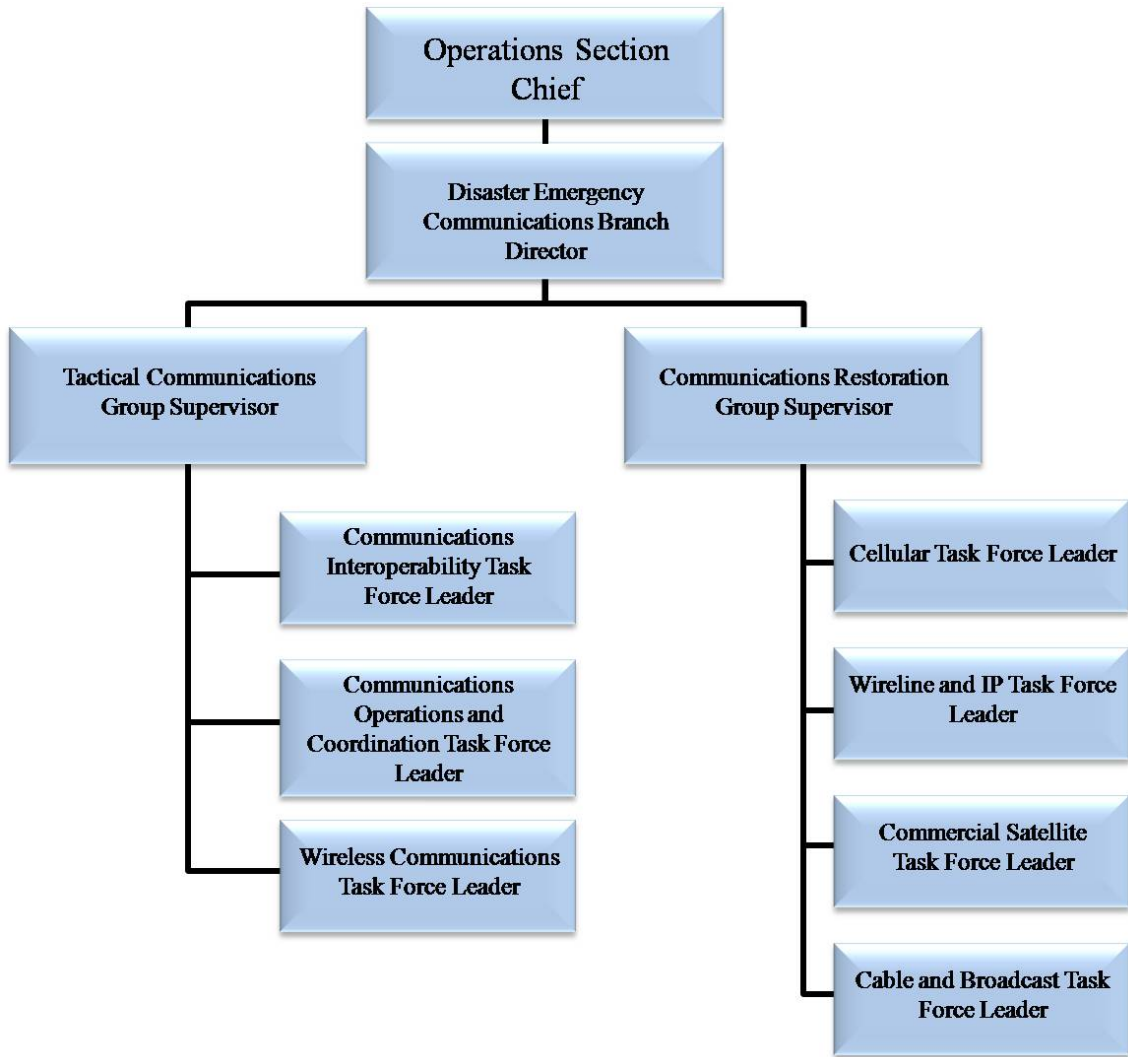 Operations Section
Chief
Disaster Emergency
Communications Branch
Director
Tactical Communications
Group Supervisor
Communications Restoration
Group Supervisor
Communications
Interoperability Task
Force Leader
Communications
Operations and
Coordination Task Force
Leader
Wireless Communications
Task Force Leader
Cellular Task Force Leader
Wireline and IP Task Force
Leader
Commercial Satellite
Task Force Leader
Cable and Broadcast Task
Force Leader